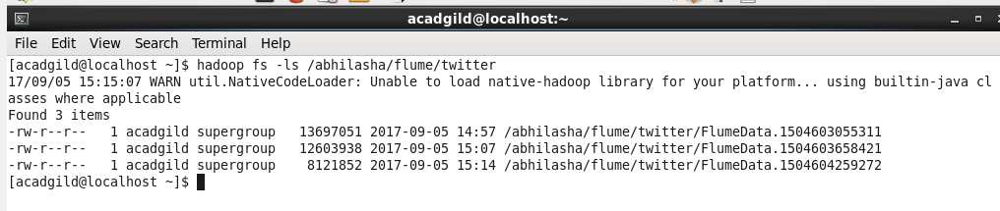 acadgild@localhost:~
File Edit View Search Terminal Help
[acadgild@localhost ~]$ hadoop fs -ls /abhilasha/flume/twitter
17/09/05 15:15:07 WARN util.NativeCodeLoader: Unable to load native-hadoop library for your platform... using builtin-java cl
asses where applicable
Found 3 items
-rw-r--r--   1 acadgild supergroup   13697051 2017-09-05 14:57 /abhilasha/flume/twitter/FlumeData.1504603055311
-rw-r--r--   1 acadgild supergroup   12603938 2017-09-05 15:07 /abhilasha/flume/twitter/FlumeData.1504603658421
-rw-r--r--   1 acadgild supergroup    8121852 2017-09-05 15:14 /abhilasha/flume/twitter/FlumeData.1504604259272
[acadgild@localhost ~]$